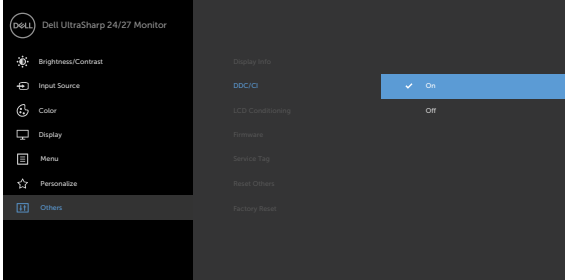 DELL Dell UltraSharp 24/27 Monitor
Brightness/Contrast Display Info
Input Source DDC/CI On
Color LCD Conditioning Off
Display Firmware
Menu Service Tag
Personalize Reset Others
Others Factory Reset